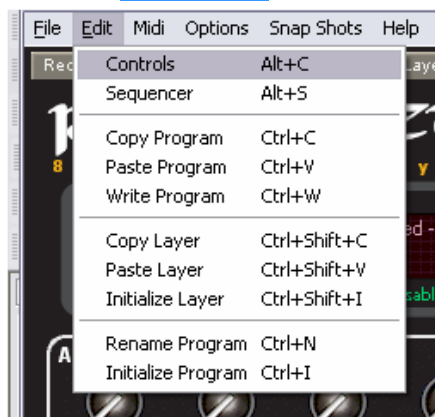 File Edit Midi Options Snap Shots Help
Controls Alt+C
Sequencer Alt+S
Copy Program Ctrl+C
Paste Program Ctrl+V
Write Program Ctrl+W
Copy Layer Ctrl+Shift+C
Paste Layer Ctrl+Shift+V
Initialize Layer Ctrl+Shift+I
Rename Program Ctrl+N
Initialize Program Ctrl+I
8
y
A